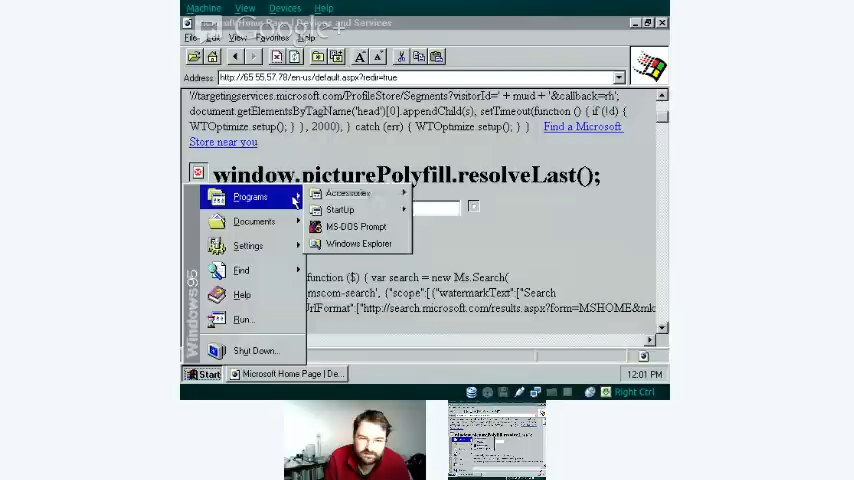 Machine View Devices Help
Microsoft Home Page | Devices and Services
Google+
File Edit View Favorites Help
Address: http://65.55.57.78/en-us/default.aspx?redir=true
'//targetingservices.microsoft.com/ProfileStore/Segments?visitorId=' + muid + '&callback=rh';
document.getElementsByTagName('head')[0].appendChild(s); setTimeout(function () { if (!d) {
WTOptimize.setup(); } }, 2000); } catch (err) { WTOptimize.setup(); } } Find a Microsoft
Store near you
window.picturePolyfill.resolveLast();
Programs
Accessories
StartUp
MS-DOS Prompt
Windows Explorer
Documents
Settings
Find
Help
Run...
Shut Down...
Windows95
function ($) { var search = new Ms.Search(
mscom-search', {"scope":[{"watermarkText":["Search
UrlFormat":["http://search.microsoft.com/results.aspx?form=MSHOME&mkt
Start
Microsoft Home Page | De...
12:01 PM
Right Ctrl